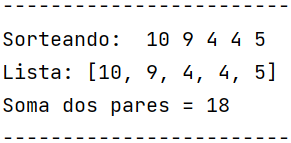 ------------------------
Sorteando:  10 9 4 4 5
Lista: [10, 9, 4, 4, 5]
Soma dos pares = 18
------------------------